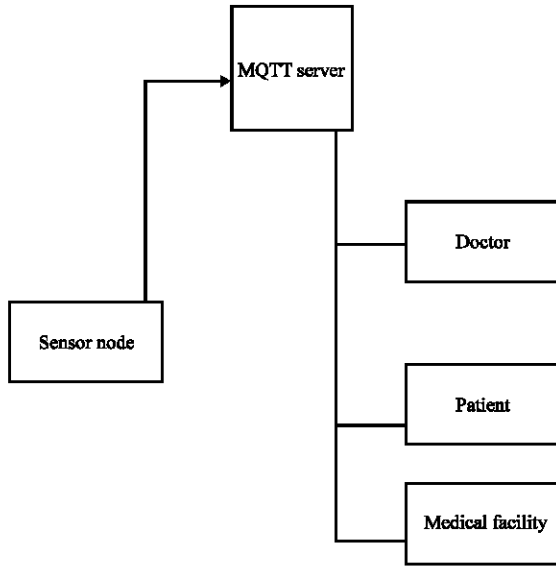 MQTT server
Doctor
Sensor node
Patient
Medical facility